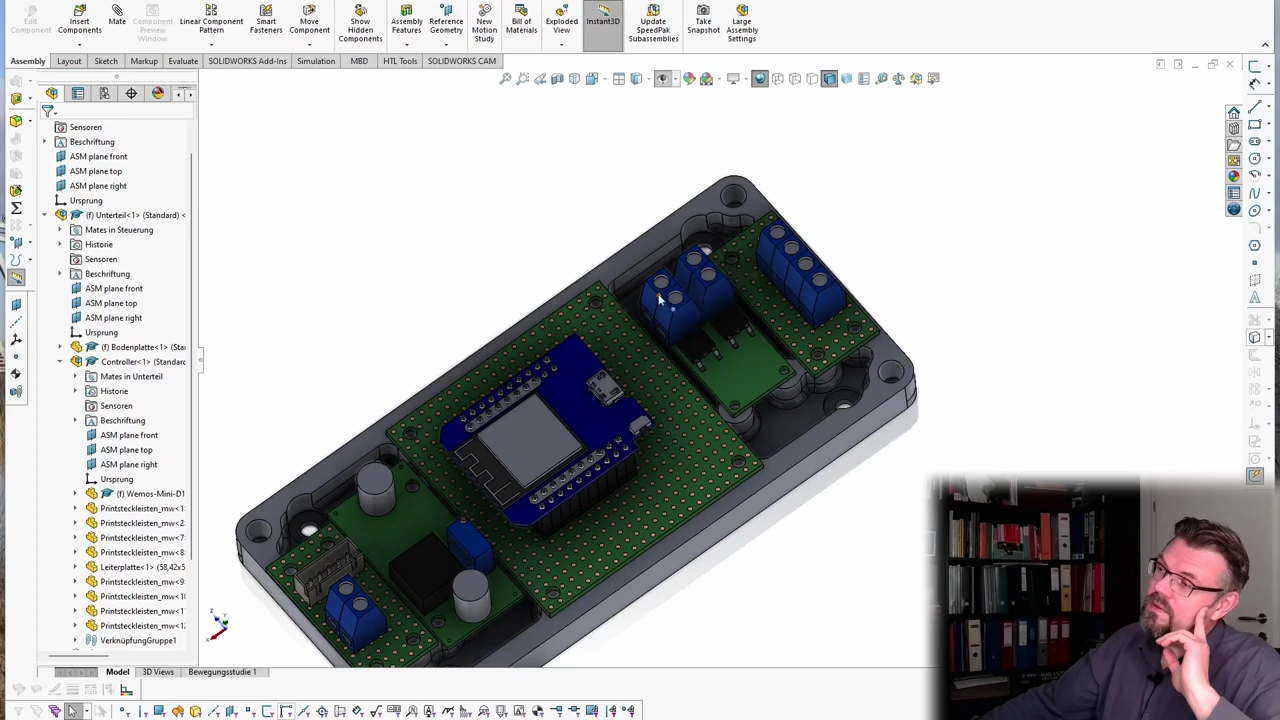 Edit Component
Insert Components
Mate
Component Preview Window
Linear Component Pattern
Smart Fasteners
Move Component
Show Hidden Components
Assembly Features
Reference Geometry
New Motion Study
Bill of Materials
Exploded View
Instant3D
Update SpeedPak Subassemblies
Take Snapshot
Large Assembly Settings
Assembly
Layout
Sketch
Markup
Evaluate
SOLIDWORKS Add-Ins
Simulation
MBD
HTL Tools
SOLIDWORKS CAM
Sensoren
Beschriftung
ASM plane front
ASM plane top
ASM plane right
Ursprung
(f) Unterteil<1> (Standard) <
Mates in Steuerung
Historie
Sensoren
Beschriftung
ASM plane front
ASM plane top
ASM plane right
Ursprung
(f) Bodenplatte<1> (Star
Controller<1> (Standard
Mates in Unterteil
Historie
Sensoren
Beschriftung
ASM plane front
ASM plane top
ASM plane right
Ursprung
(f) Wemos-Mini-D1
Printsteckleisten_mw<1:
Printsteckleisten_mw<2:
Printsteckleisten_mw<7:
Printsteckleisten_mw<8:
Leiterplatte<1> (58,42x5
Printsteckleisten_mw<9:
Printsteckleisten_mw<1(
Printsteckleisten_mw<1
Printsteckleisten_mw<1:
VerknüpfungGruppe1
Model
3D Views
Bewegungsstudie 1